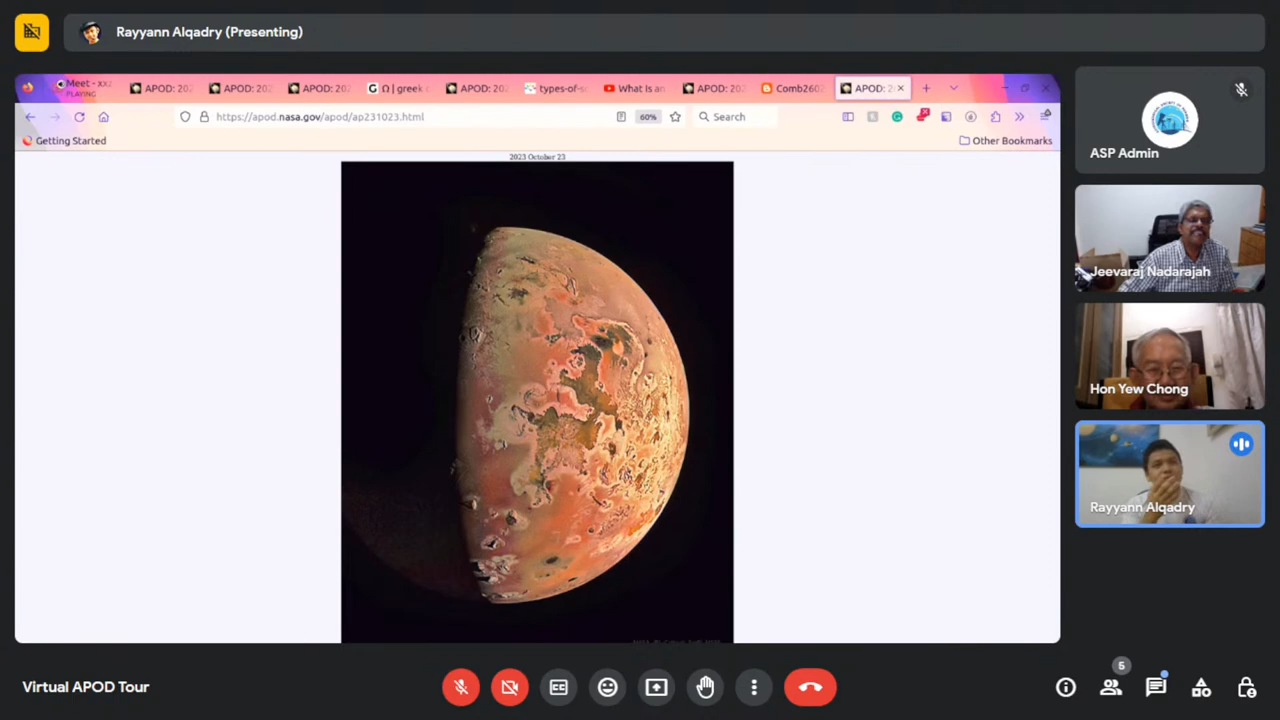 Rayyann Alqadry (Presenting)
Meet - xxz
PLAYING
APOD: 202
APOD: 202
APOD: 202
Ω | greek
APOD: 202
types-of-s
What Is an
APOD: 202
Comb2602
APOD: 2
https://apod.nasa.gov/apod/ap231023.html
60%
Search
Getting Started
Other Bookmarks
2023 October 23
ASP Admin
Jeevaraj Nadarajah
Hon Yew Chong
Rayyann Alqadry
Virtual APOD Tour
5